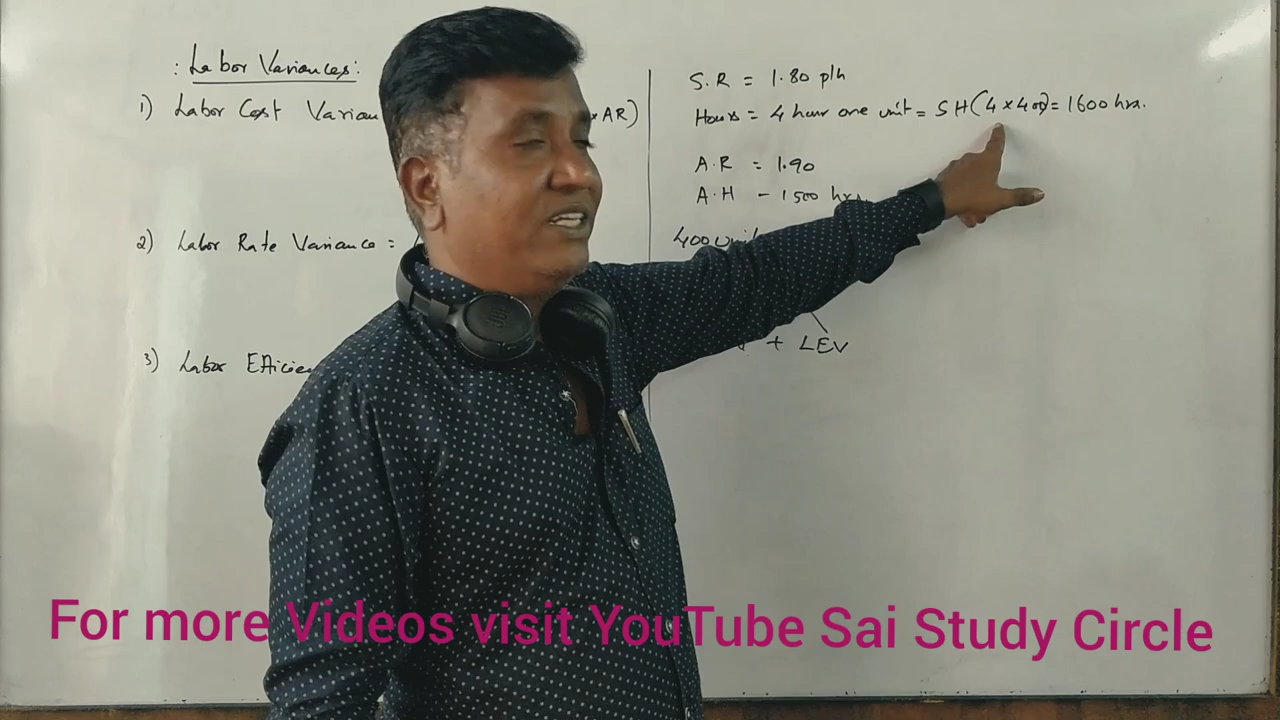 : Labor Variances:
1) Labor Cost Varian
× AR)
2) Labor Rate Variance =
3) Labor Efficien
S.R = 1.80 p/h
Hours = 4 hour one unit = SH(4 × 400) = 1600 hrs.
A.R = 1.90
A.H - 1500 hrs
400 unit
+ LEV
For more Videos visit YouTube Sai Study Circle